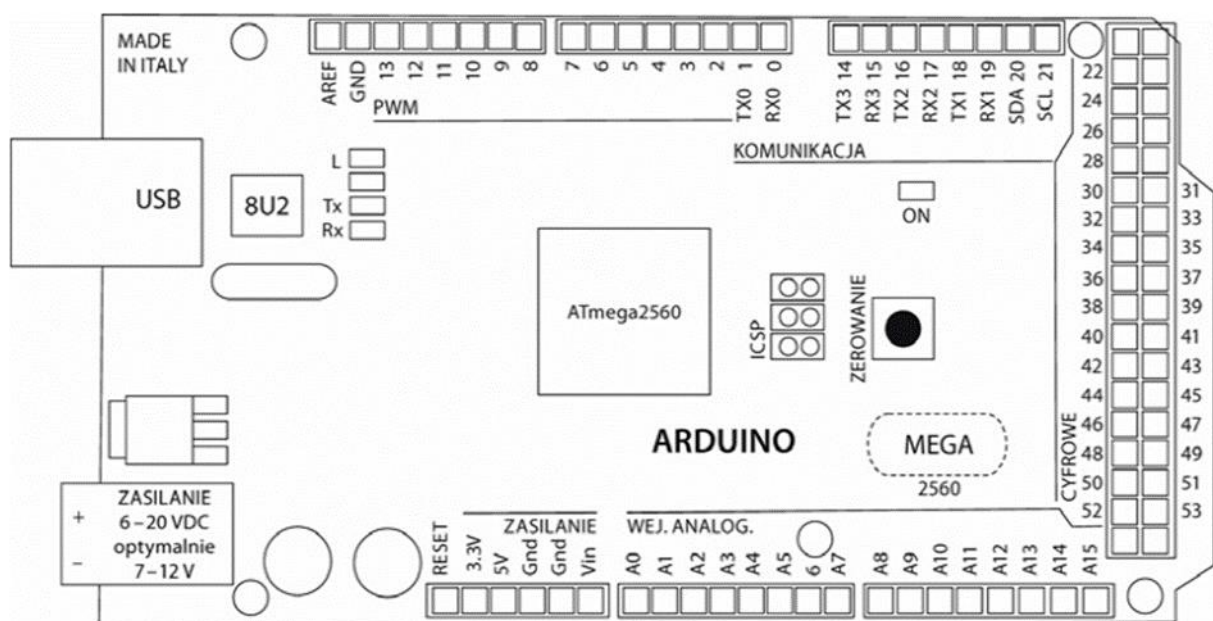 MADE
IN ITALY
AREF
GND
13
12
11
10
9
8
7
6
5
4
3
2
1
0
TX0
RX0
PWM
TX3 14
RX3 15
TX2 16
RX2 17
TX1 18
RX1 19
SDA 20
SCL 21
KOMUNIKACJA
22
24
26
28
30
32
34
36
38
40
42
44
46
48
50
52
31
33
35
37
39
41
43
45
47
49
51
53
CYFROWE
USB
8U2
L
Tx
Rx
ON
ATmega2560
ICSP
ZEROWANIE
ARDUINO
MEGA
2560
+
ZASILANIE
6–20 VDC
optymalnie
–
7–12 V
ZASILANIE
RESET
3.3V
5V
Gnd
Gnd
Vin
WEJ. ANALOG.
A0
A1
A2
A3
A4
A5
6
A7
A8
A9
A10
A11
A12
A13
A14
A15